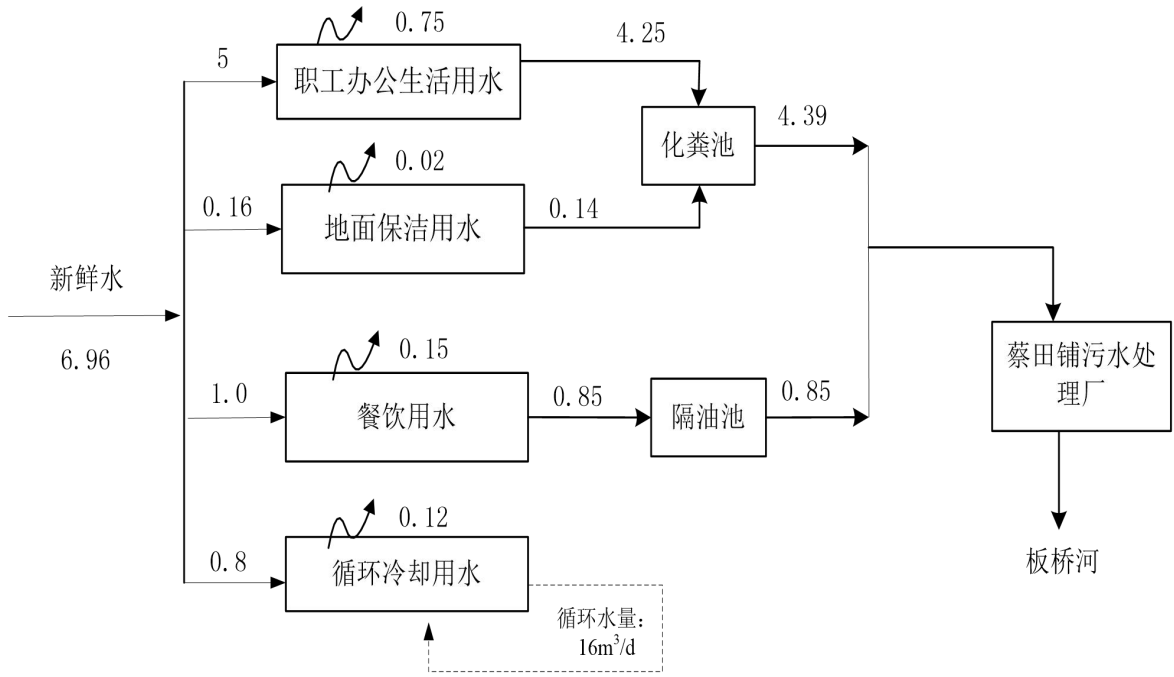 0.75
4.25
5
职工办公生活用水
4.39
化粪池
0.02
0.16
地面保洁用水
0.14
新鲜水
6.96
0.15
蔡田铺污水处
理厂
1.0
餐饮用水
0.85
隔油池
0.85
0.12
0.8
循环冷却用水
板桥河
循环水量:
16m³/d